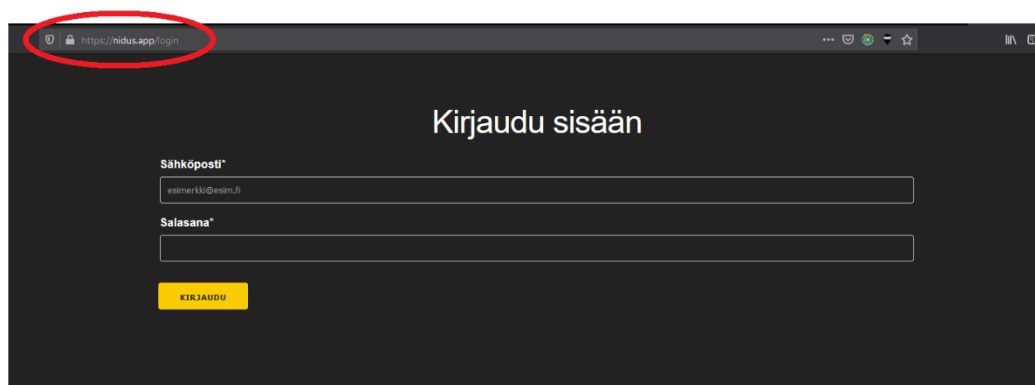 https://nidus.app/login
Kirjaudu sisään
Sähköposti*
esimerkki@esim.fi
Salasana*
KIRJAUDU